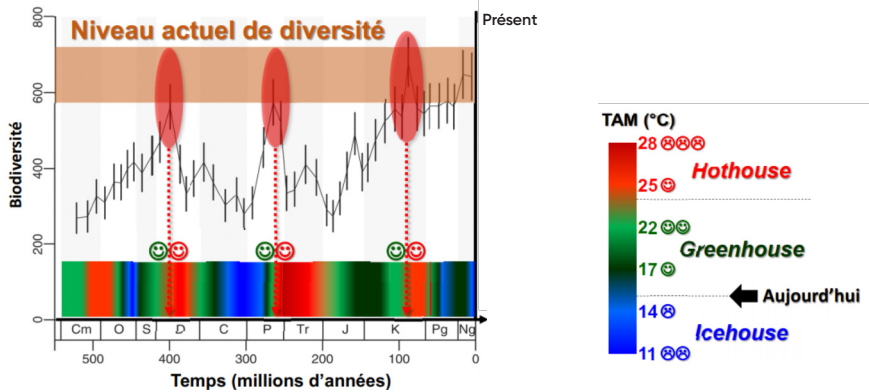 Niveau actuel de diversité
Présent
Biodiversité
800
600
400
200
0
Cm O S D C P Tr J K Pg Ng
500 400 300 200 100 0
Temps (millions d'années)
TAM (°C)
28
Hothouse
25
22
Greenhouse
17
Aujourd'hui
14
Icehouse
11